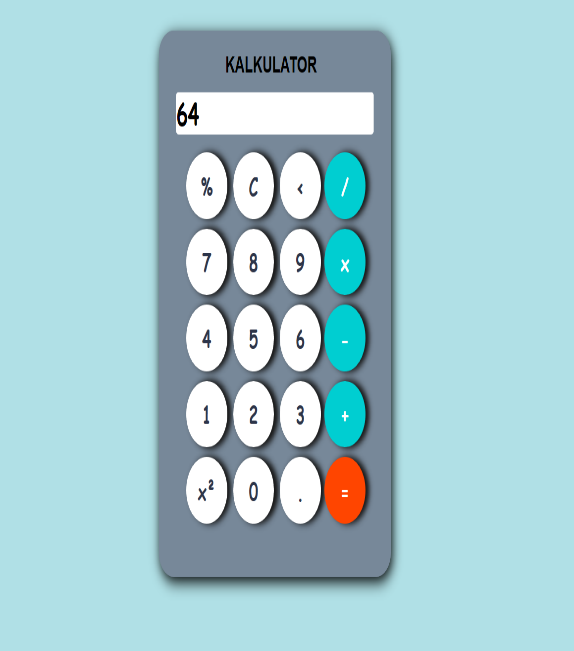 KALKULATOR
64
% C < /
7 8 9 x
4 5 6 -
1 2 3 +
x² 0 . =